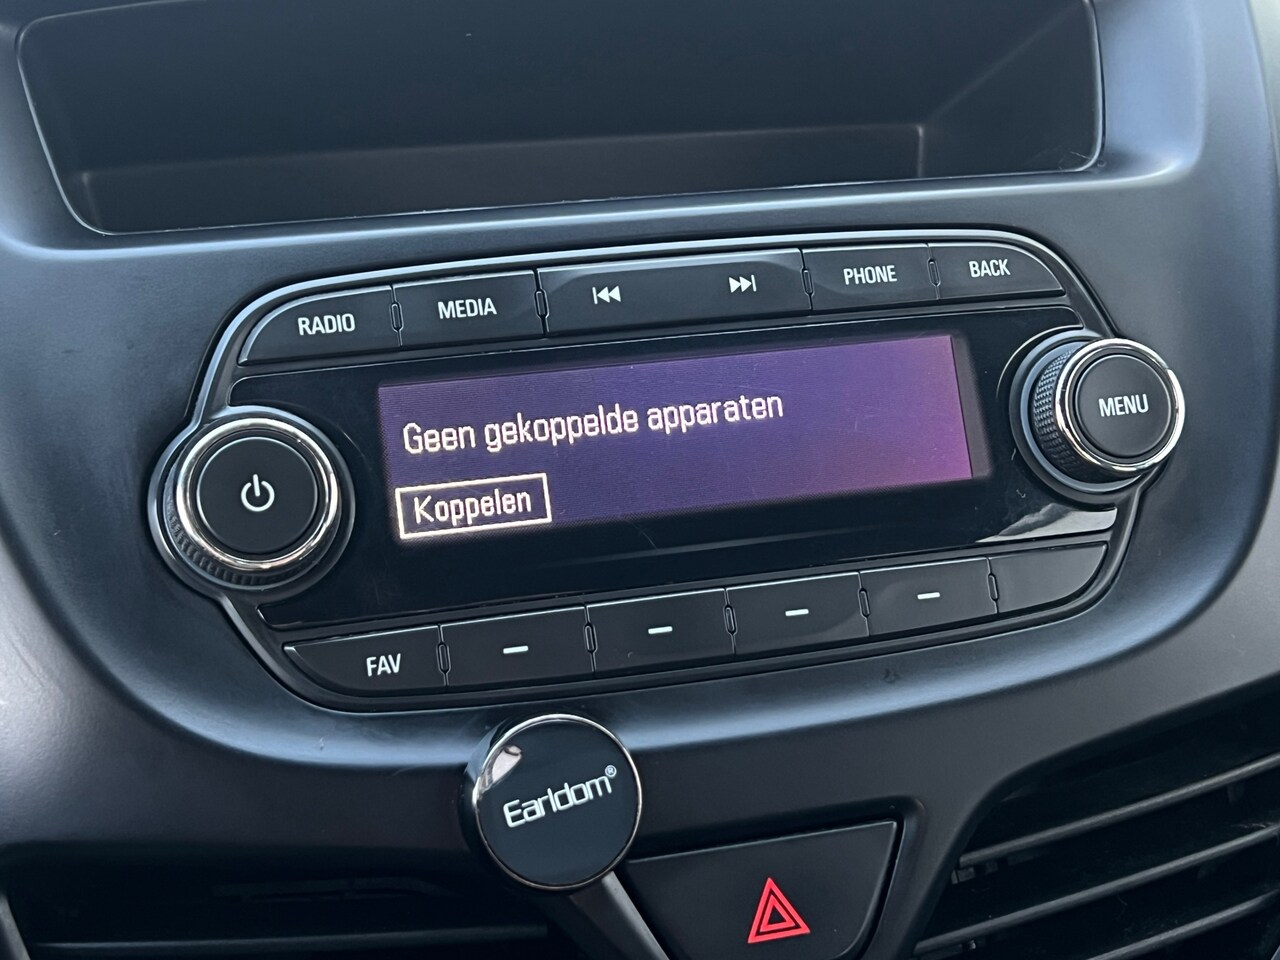 RADIO
MEDIA
PHONE
BACK
Geen gekoppelde apparaten
Koppelen
MENU
FAV
Earldom®